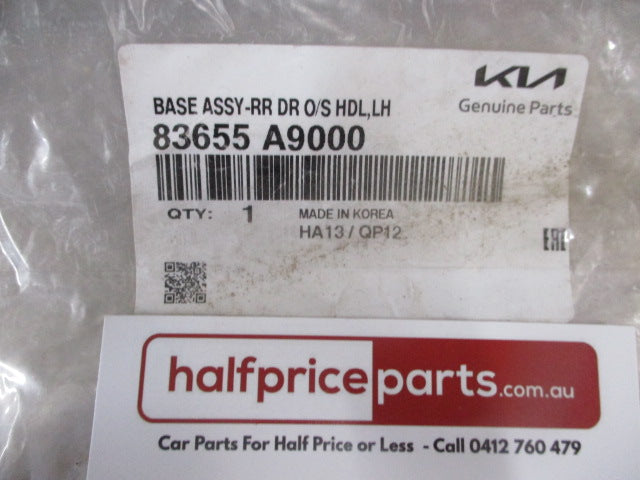 KIA
Genuine Parts
BASE ASSY-RR DR O/S HDL,LH
83655 A9000
QTY: 1 MADE IN KOREA
HA13 / QP12
EAC
halfpriceparts.com.au
Car Parts For Half Price or Less - Call 0412 760 479